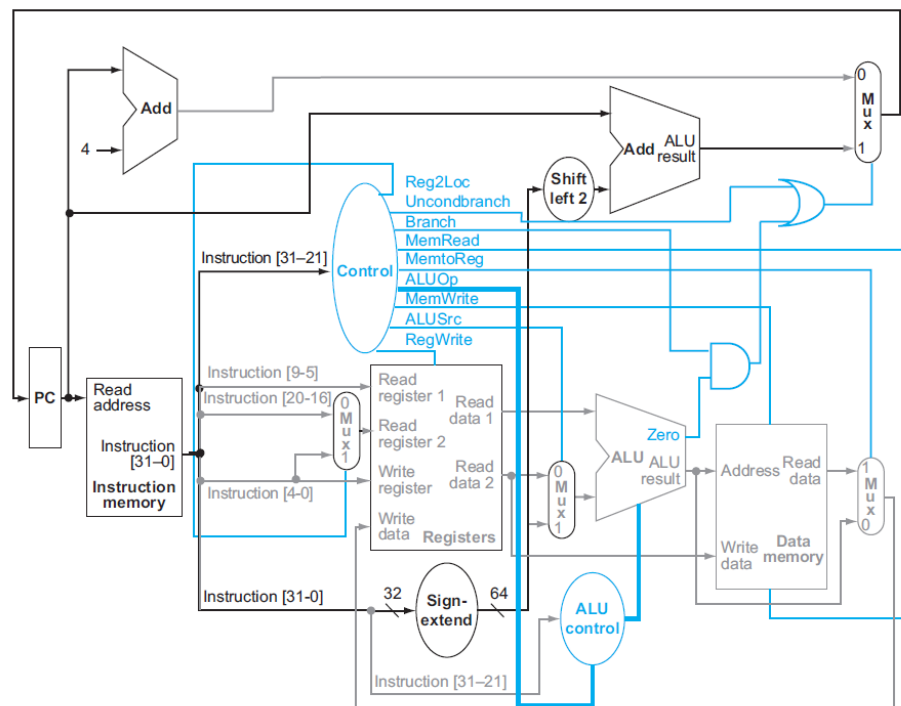 Add
4
Add
ALU
result
0
Mux
1
Shift
left 2
Reg2Loc
Uncondbranch
Branch
MemRead
MemtoReg
ALUOp
MemWrite
ALUSrc
RegWrite
Control
Instruction [31–21]
PC
Read
address
Instruction
[31–0]
Instruction
memory
Instruction [9-5]
Instruction [20-16]
Instruction [4-0]
0
Mux
1
Read
register 1
Read
register 2
Write
register
Write
data
Read
data 1
Read
data 2
Registers
0
Mux
1
Zero
ALU
ALU
result
Address
Read
data
Write
data
Data
memory
1
Mux
0
Instruction [31-0]
32
Sign-
extend
64
ALU
control
Instruction [31–21]